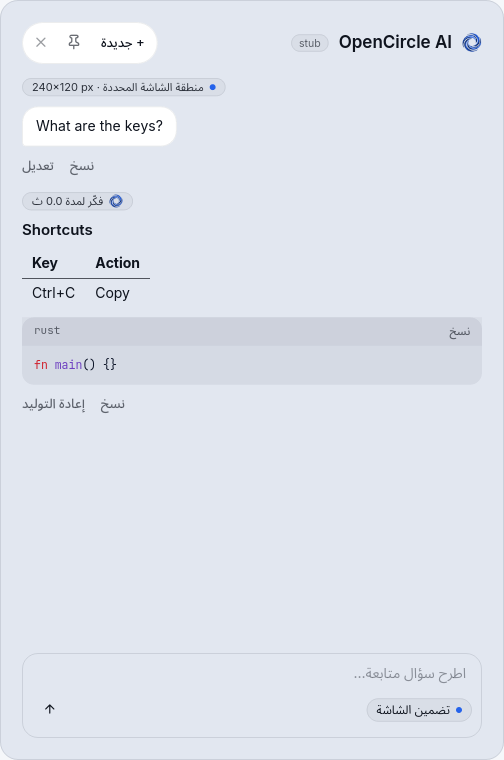 OpenCircle AI
stub
+ جديدة
منطقة الشاشة المحددة · 240×120 px
What are the keys?
نسخ
تعديل
فكّر لمدة 0.0 ث
Shortcuts
Key Action
Ctrl+C Copy
rust
نسخ
fn main() {}
نسخ
إعادة التوليد
اطرح سؤال متابعة...
تضمين الشاشة